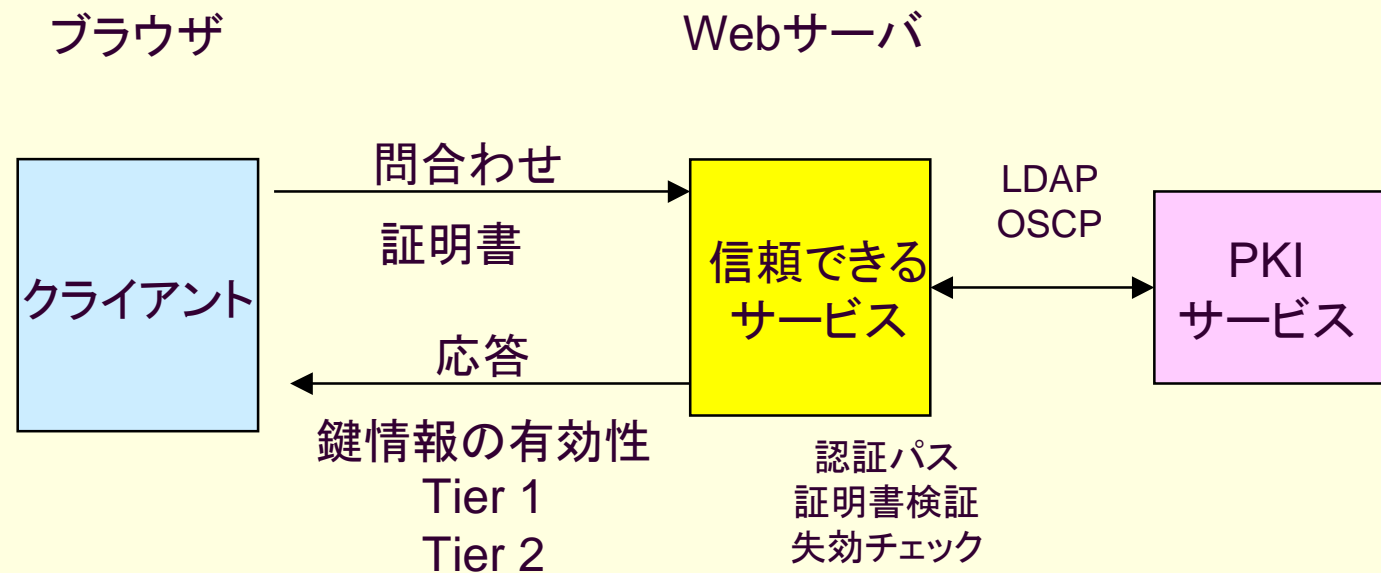 ブラウザ
Webサーバ
クライアント
問合わせ
証明書
応答
鍵情報の有効性
Tier 1
Tier 2
信頼できる
サービス
認証パス
証明書検証
失効チェック
LDAP
OSCP
PKI
サービス